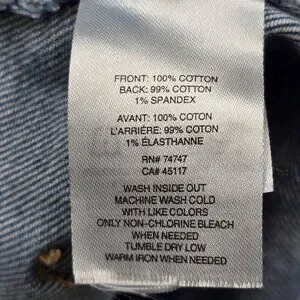 FRONT: 100% COTTON
BACK: 99% COTTON
1% SPANDEX
AVANT: 100% COTON
L'ARRIÈRE: 99% COTON
1% ÉLASTHANNE
RN# 74747
CA# 45117
WASH INSIDE OUT
MACHINE WASH COLD
WITH LIKE COLORS
ONLY NON-CHLORINE BLEACH
WHEN NEEDED
TUMBLE DRY LOW
WARM IRON WHEN NEEDED